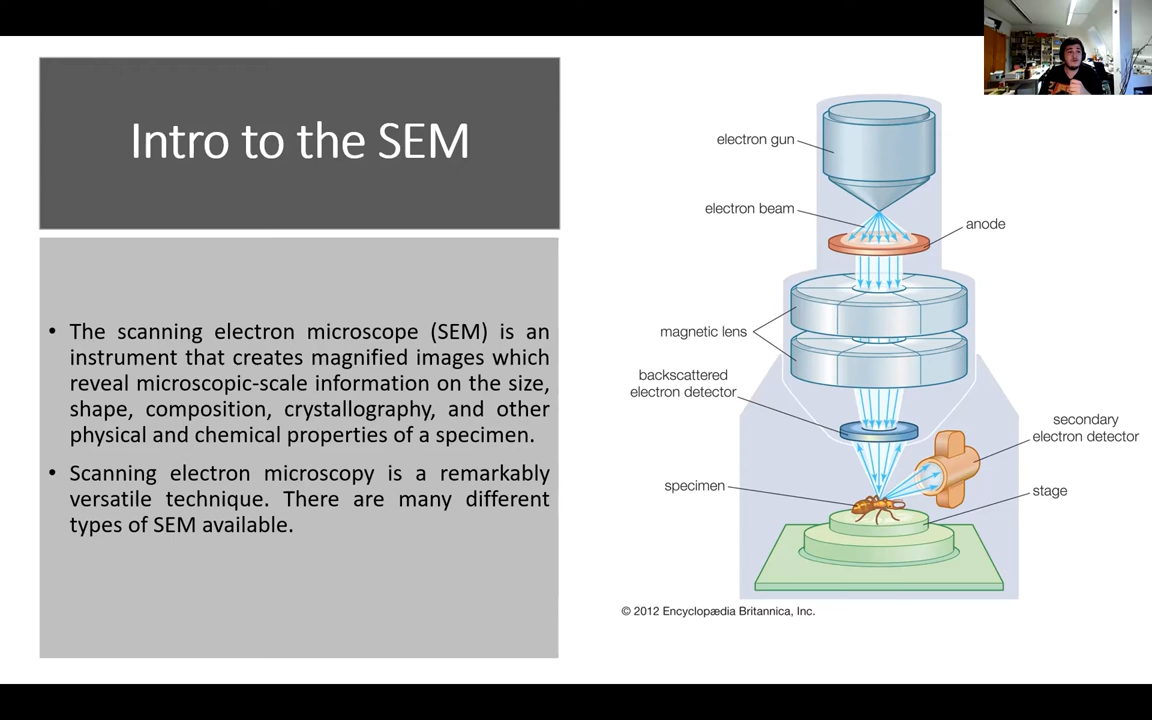 Intro to the SEM
• The scanning electron microscope (SEM) is an
instrument that creates magnified images which
reveal microscopic-scale information on the size,
shape, composition, crystallography, and other
physical and chemical properties of a specimen.
• Scanning electron microscopy is a remarkably
versatile technique. There are many different
types of SEM available.
electron gun
electron beam
anode
magnetic lens
backscattered
electron detector
secondary
electron detector
specimen
stage
© 2012 Encyclopædia Britannica, Inc.